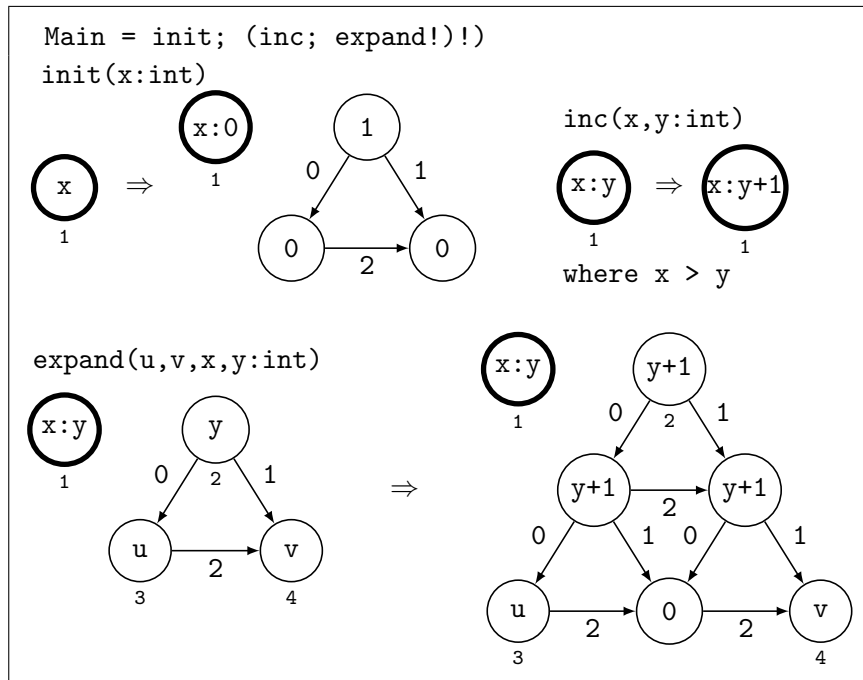 Main = init; (inc; expand!)!)
init(x:int)
x
1
⇒
x:0
1
1
0
1
0
2
0
inc(x,y:int)
x:y
1
⇒
x:y+1
1
where x > y
expand(u,v,x,y:int)
x:y
1
y
2
0
1
u
3
2
v
4
⇒
x:y
1
y+1
2
0
1
y+1
2
y+1
0
1
0
1
u
3
2
0
2
v
4